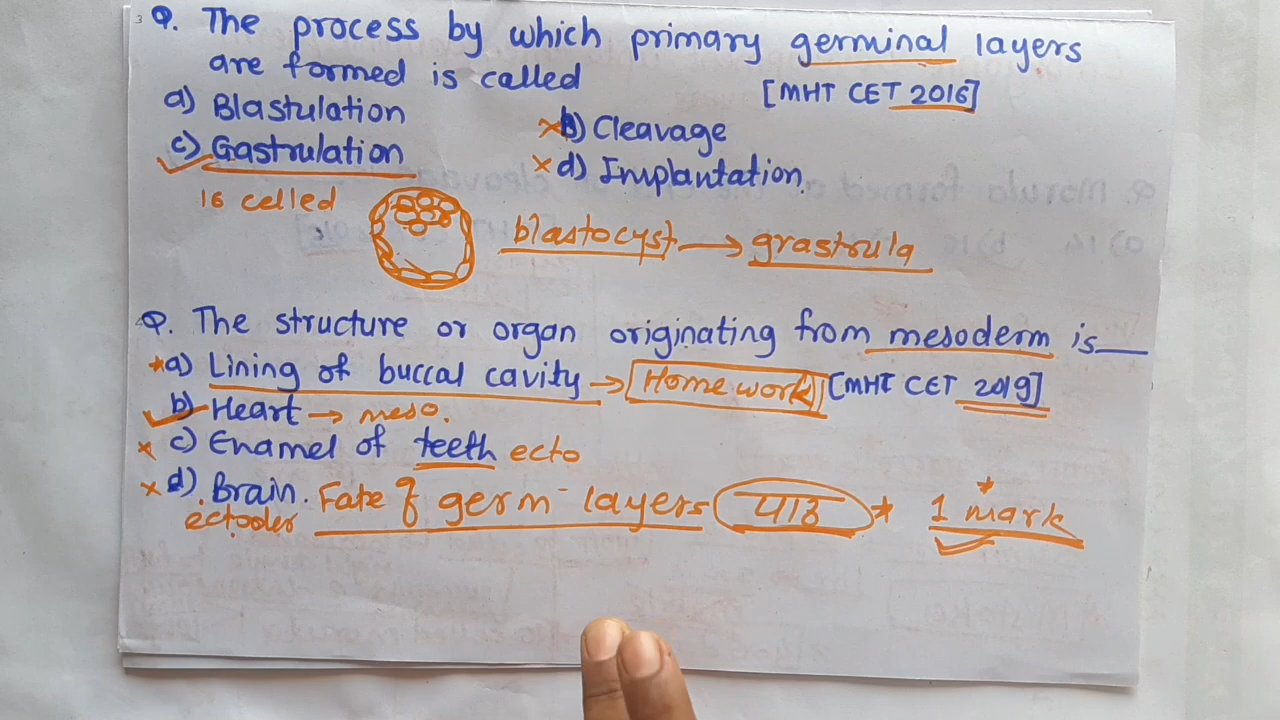 Q. The process by which primary germinal layers
are formed is called
[MHT CET 2016]
a) Blastulation
b) Cleavage
c) Gastrulation
d) Implantation
16 celled
blastocyst → grastrula
Q. The structure or organ originating from mesoderm is__
a) Lining of buccal cavity → Home work [MHT CET 2019]
b) Heart → meso.
c) Enamel of teeth ecto
d) Brain. Fate of germ layers पाठ * 1 mark
ectoder